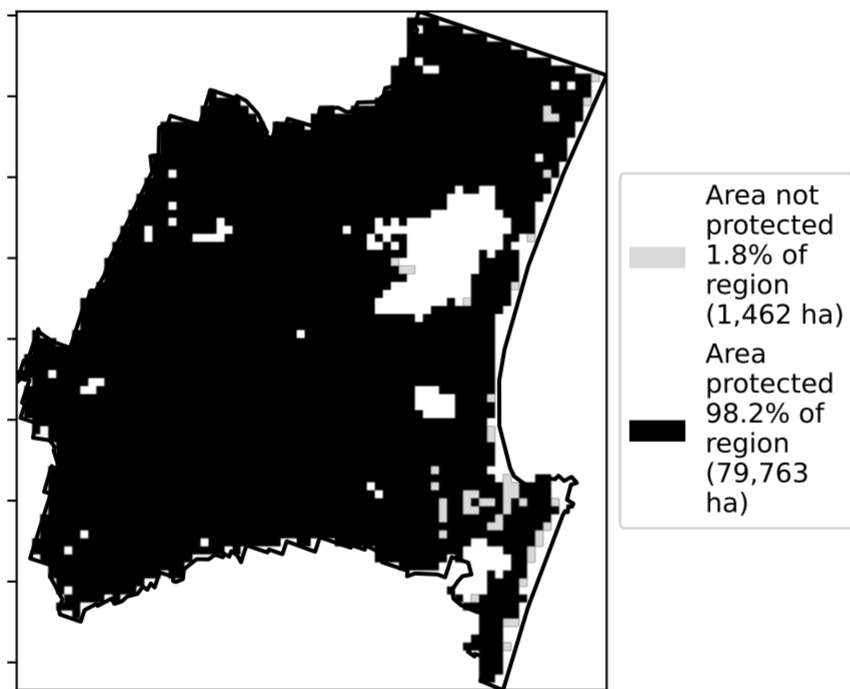 Area not
protected
1.8% of
region
(1,462 ha)
Area
protected
98.2% of
region
(79,763
ha)